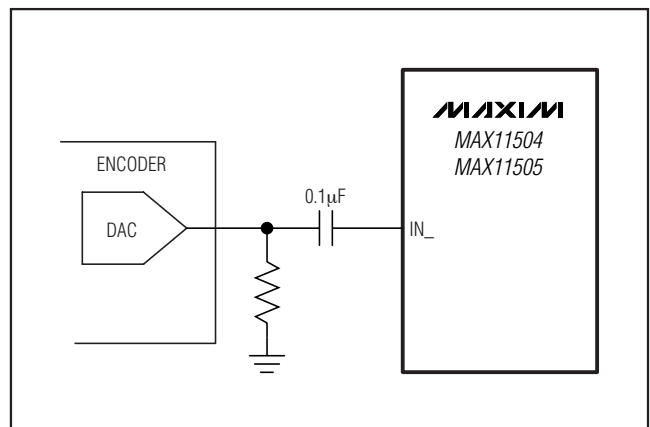 MAXIM
MAX11504
MAX11505
ENCODER
DAC
0.1μF
IN_